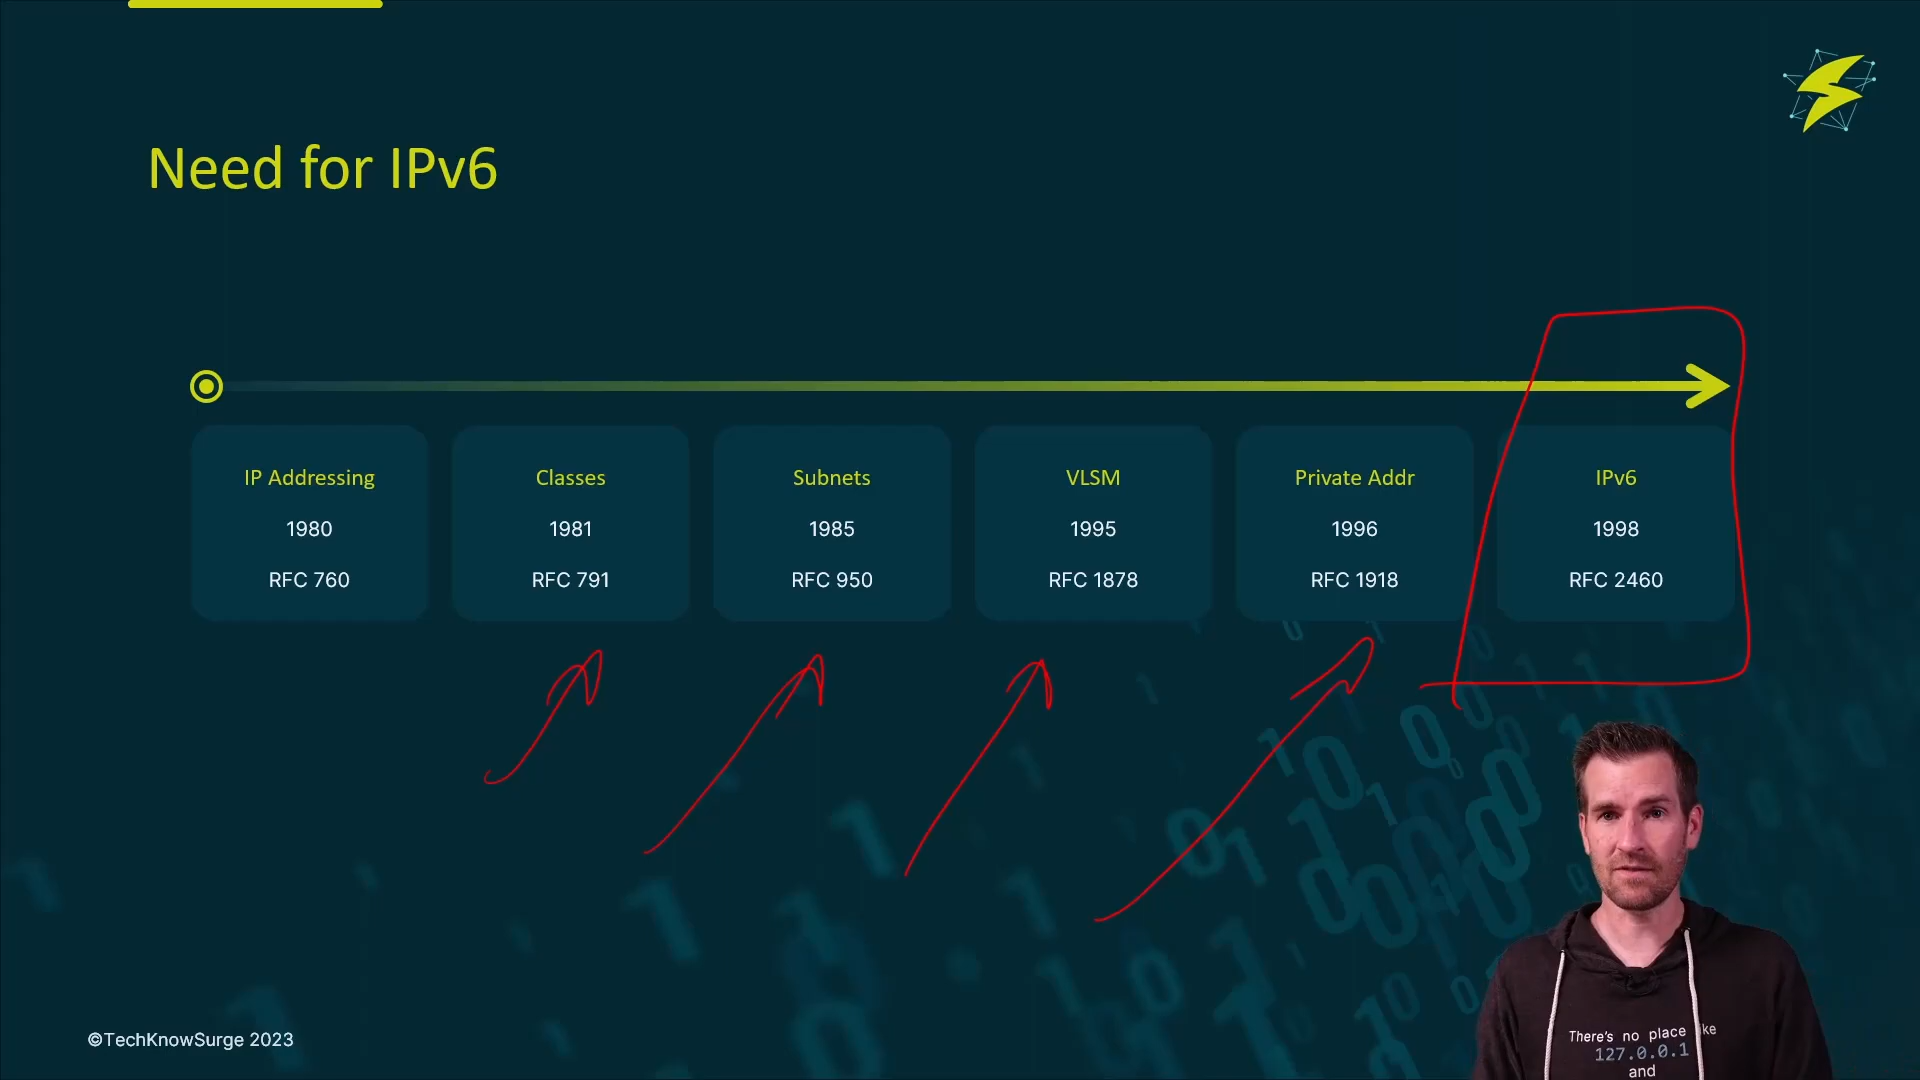 Need for IPv6
IP Addressing
1980
RFC 760
Classes
1981
RFC 791
Subnets
1985
RFC 950
VLSM
1995
RFC 1878
Private Addr
1996
RFC 1918
IPv6
1998
RFC 2460
©TechKnowSurge 2023
There's no place like
127.0.0.1
and